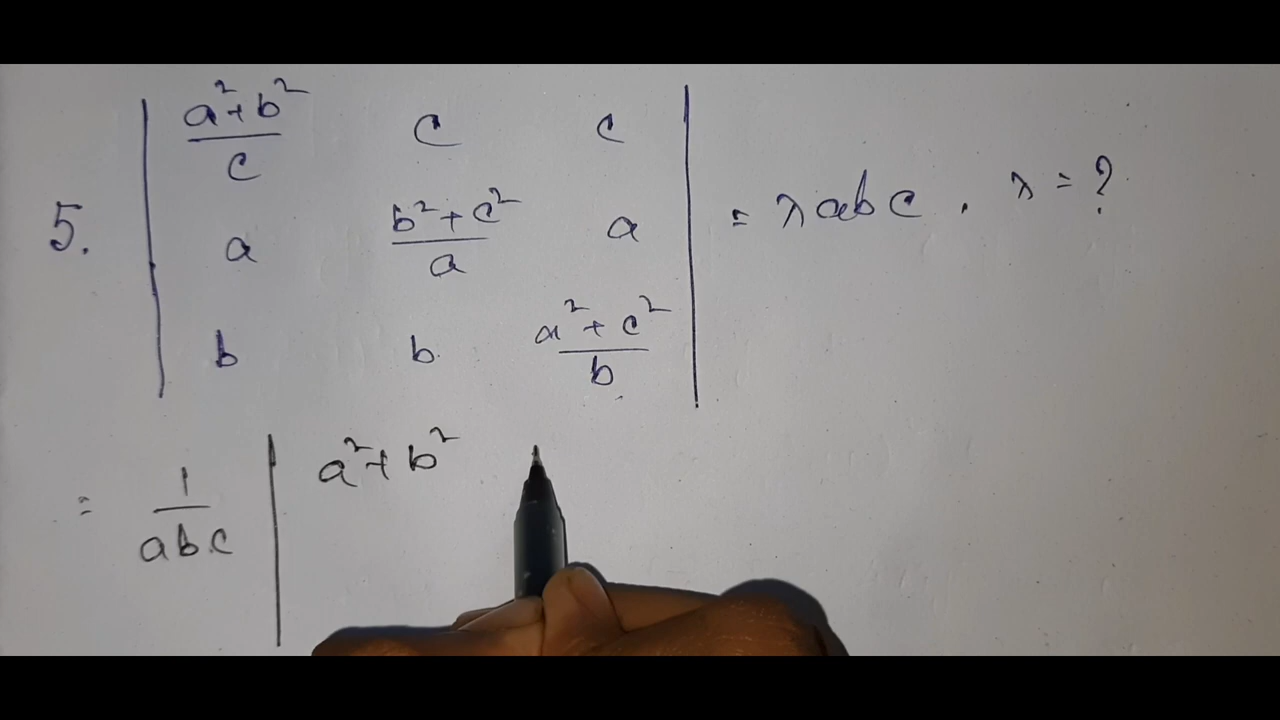 5. | (a²+b²)/c c c |
| a (b²+c²)/a a | = λabc. λ = ?
| b b (a²+c²)/b |
= 1/abc | a²+b²